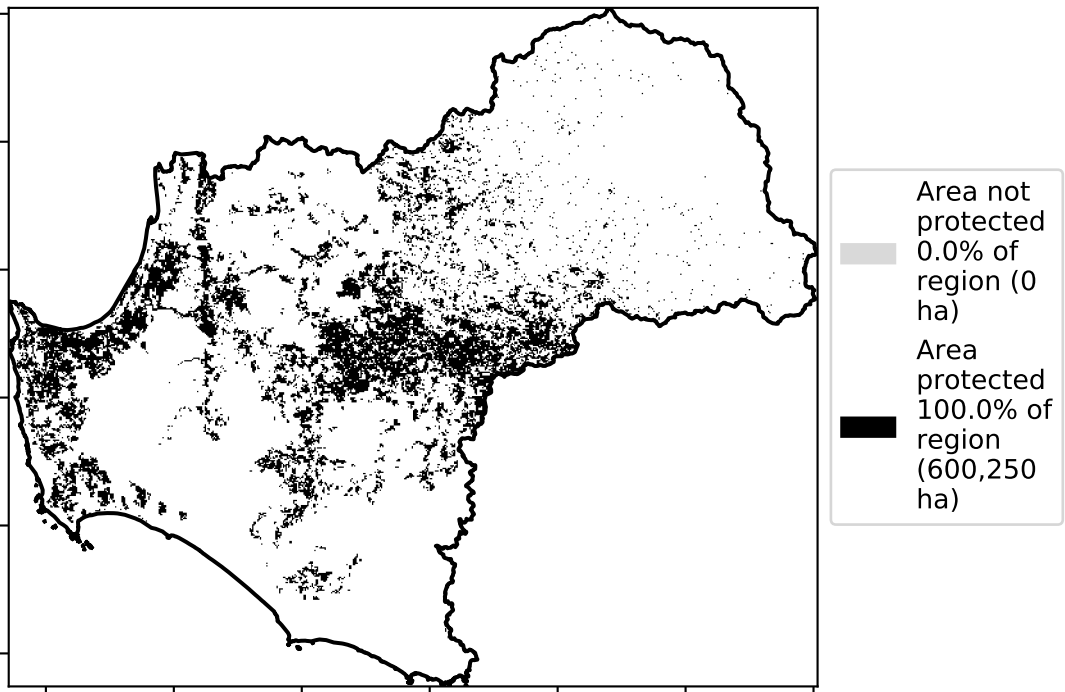 Area not
protected
0.0% of
region (0
ha)
Area
protected
100.0% of
region
(600,250
ha)